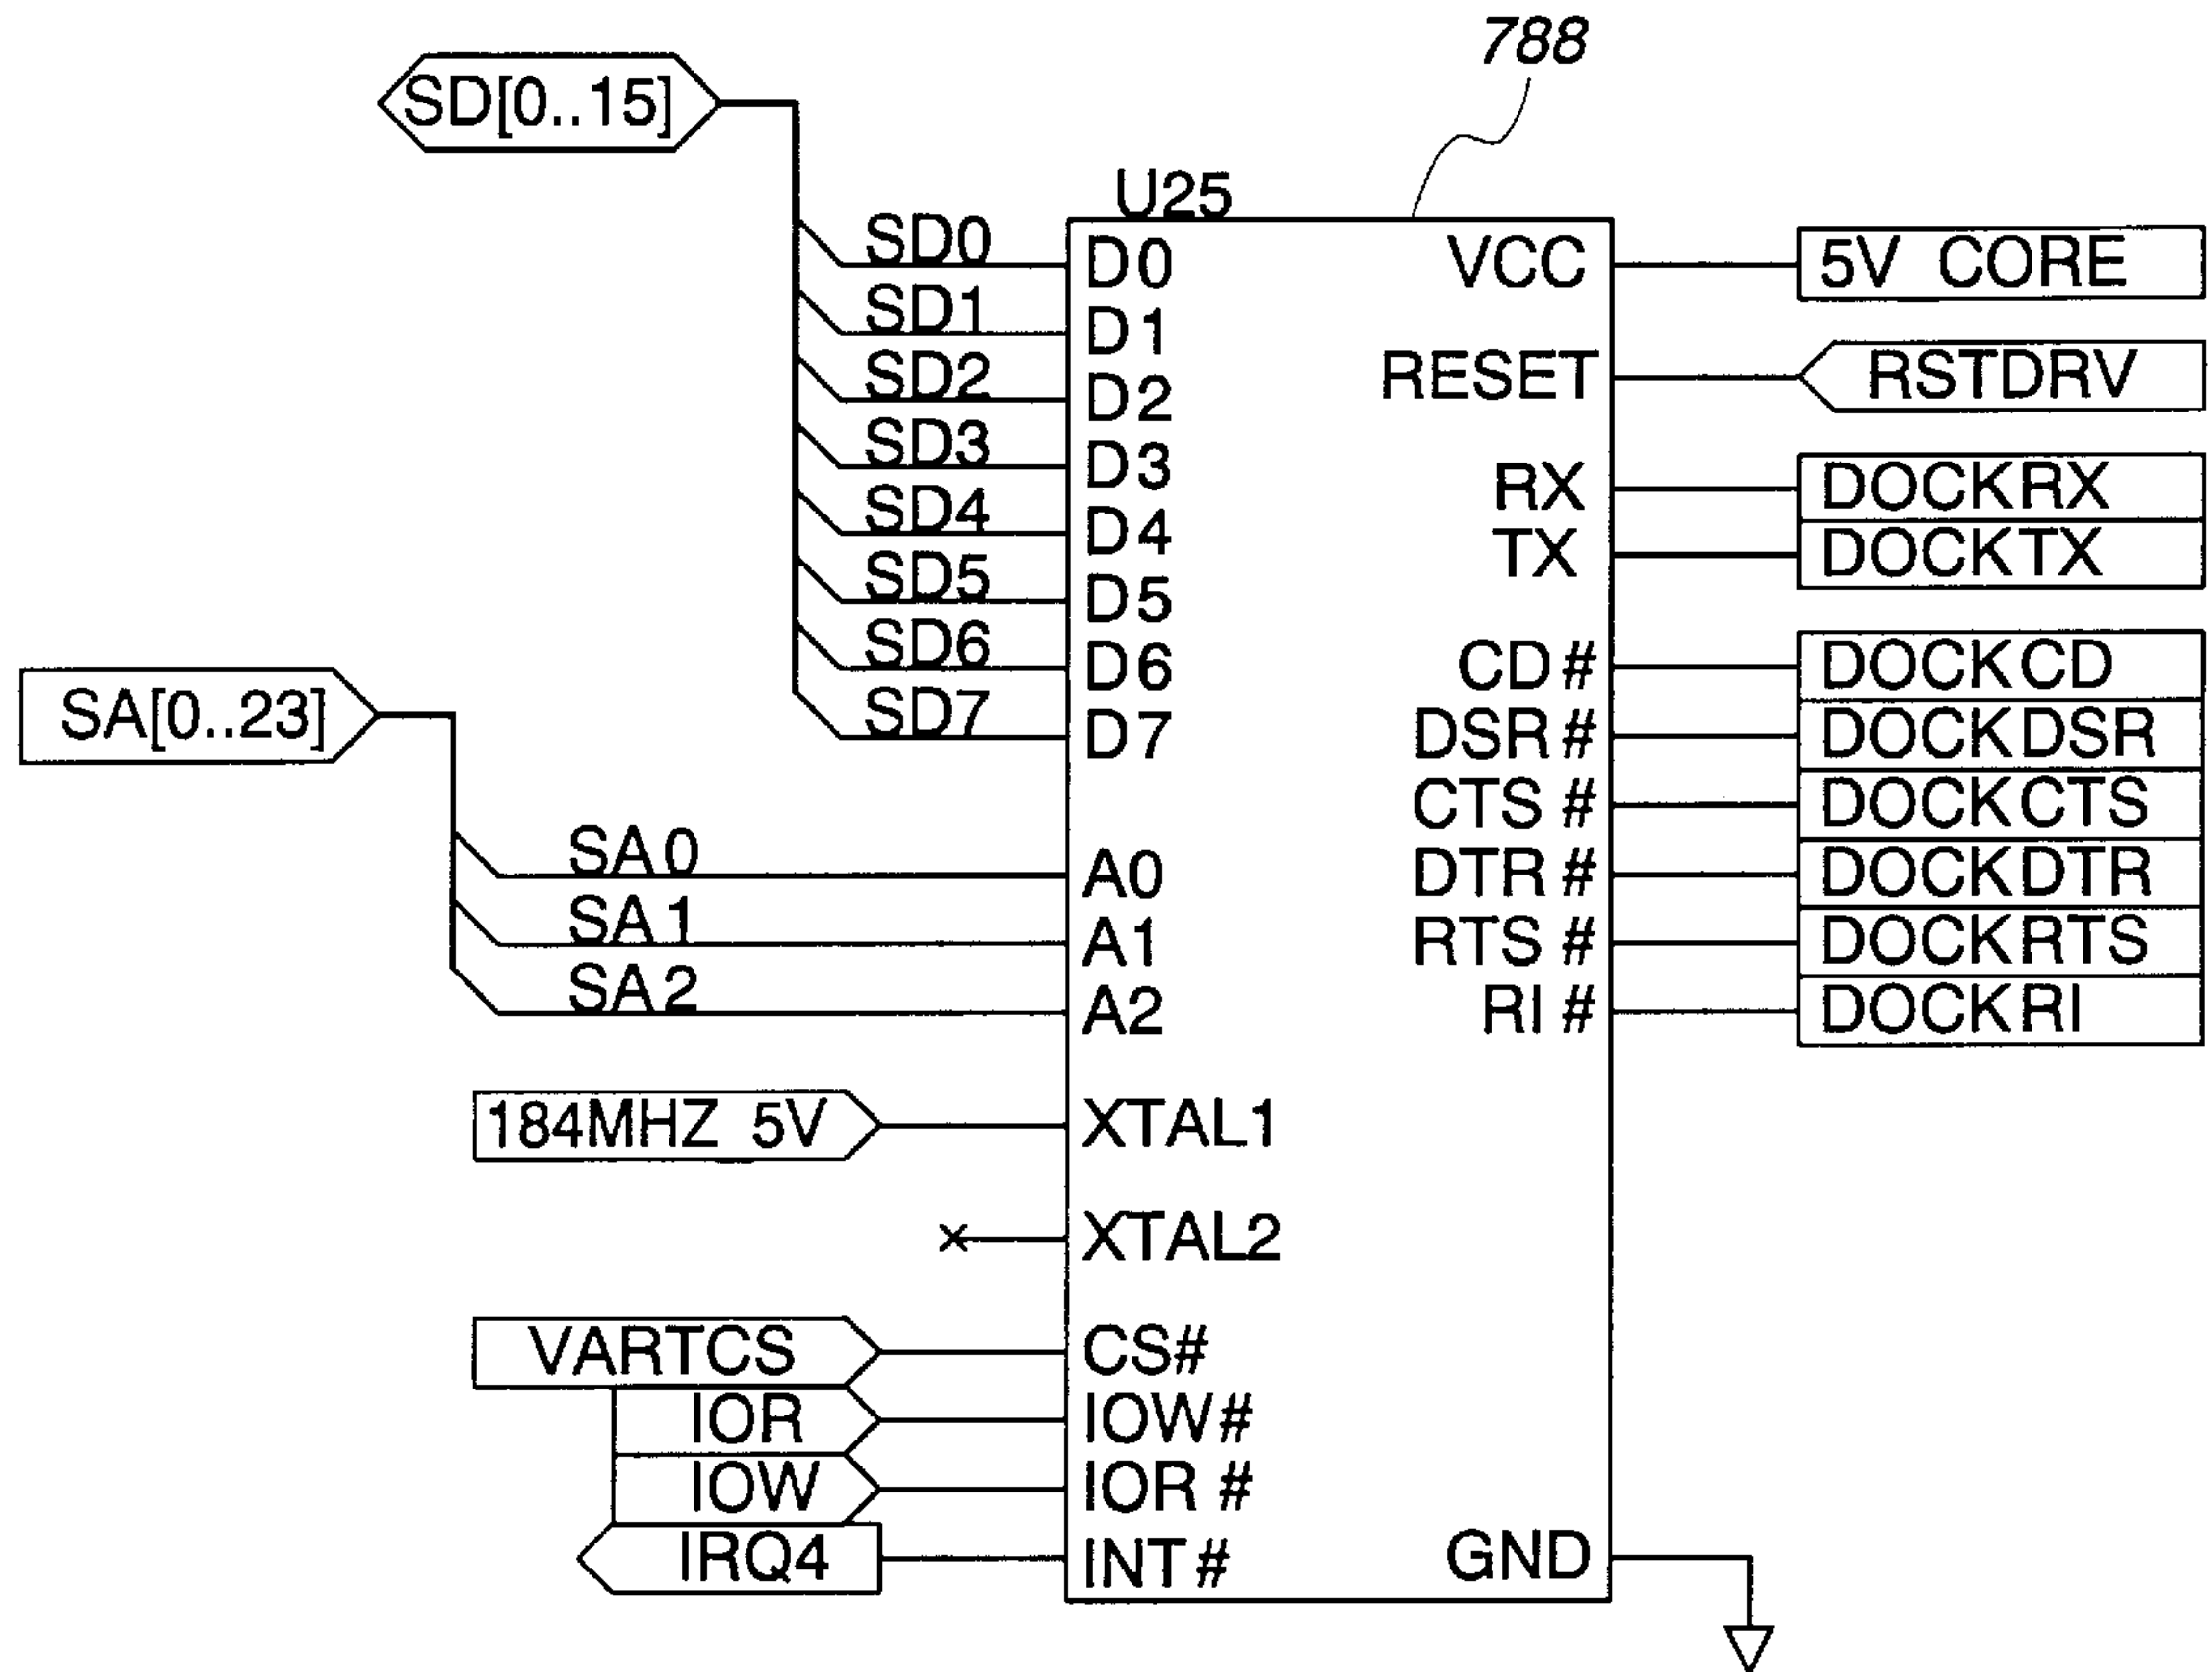 788
SD[0..15]
U25
SD0 D0 VCC 5V CORE
SD1 D1
SD2 D2 RESET RSTDRV
SD3 D3 RX DOCKRX
SD4 D4 TX DOCKTX
SD5 D5
SD6 D6 CD# DOCKCD
SA[0..23] SD7 D7 DSR# DOCKDSR
CTS # DOCKCTS
SA0 A0 DTR # DOCKDTR
SA1 A1 RTS # DOCKRTS
SA2 A2 RI # DOCKRI
184MHZ 5V XTAL1
XTAL2
VARTCS CS#
IOR IOW#
IOW IOR #
IRQ4 INT# GND